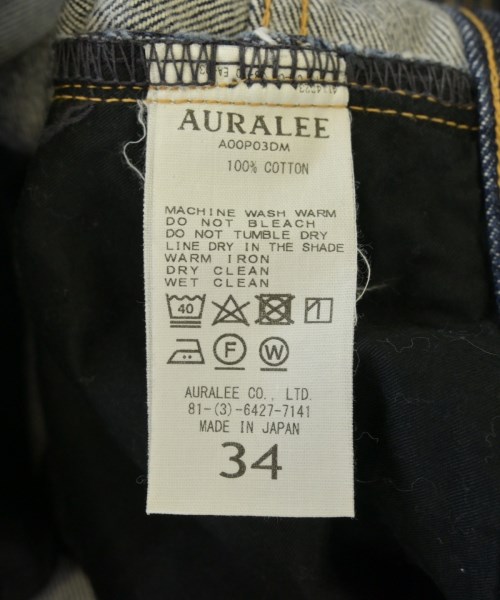 AURALEE
A00P03DM
100% COTTON
MACHINE WASH WARM
DO NOT BLEACH
DO NOT TUMBLE DRY
LINE DRY IN THE SHADE
WARM IRON
DRY CLEAN
WET CLEAN
40
F
W
AURALEE CO., LTD.
81-(3)-6427-7141
MADE IN JAPAN
34